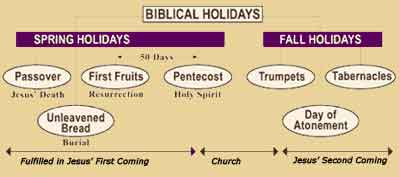 BIBLICAL HOLIDAYS
SPRING HOLIDAYS
FALL HOLIDAYS
50 Days
Passover
First Fruits
Pentecost
Trumpets
Tabernacles
Jesus' Death
Resurrection
Holy Spirit
Unleavened
Bread
Day of
Atonement
Burial
Fulfilled in Jesus' First Coming
Church
Jesus' Second Coming